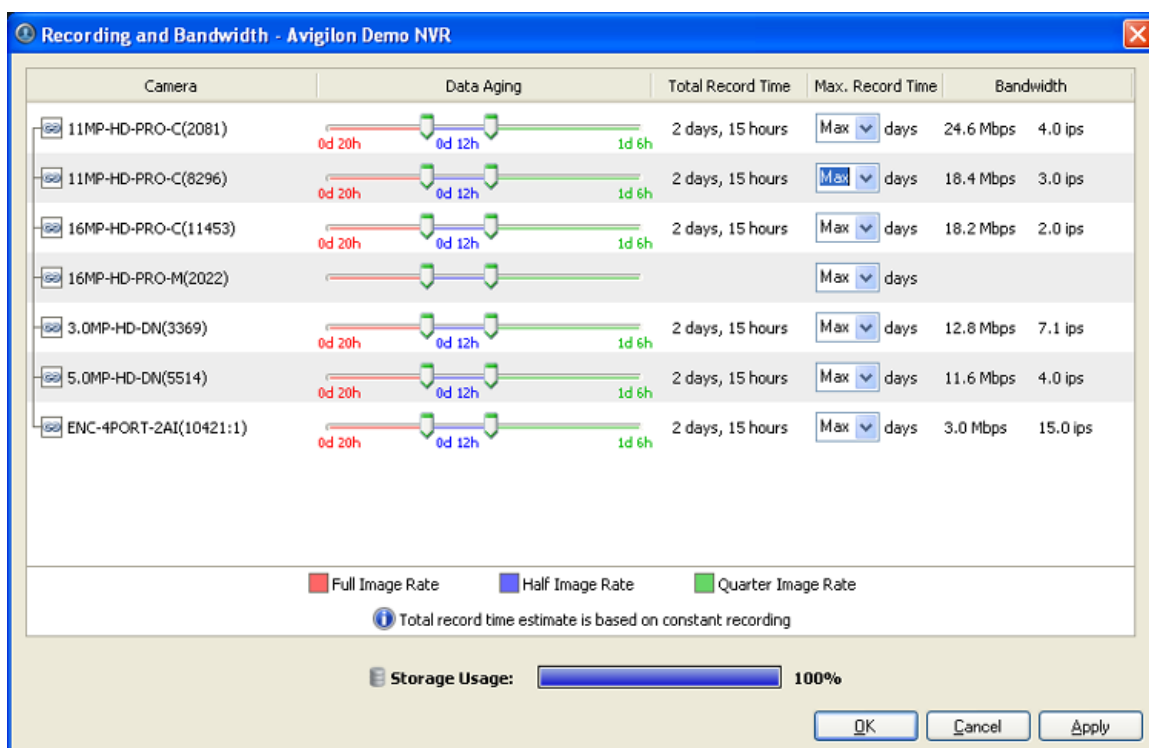 Recording and Bandwidth - Avigilon Demo NVR
Camera Data Aging Total Record Time Max. Record Time Bandwidth
11MP-HD-PRO-C(2081) 0d 20h 0d 12h 1d 6h 2 days, 15 hours Max days 24.6 Mbps 4.0 ips
11MP-HD-PRO-C(8296) 0d 20h 0d 12h 1d 6h 2 days, 15 hours Max days 18.4 Mbps 3.0 ips
16MP-HD-PRO-C(11453) 0d 20h 0d 12h 1d 6h 2 days, 15 hours Max days 18.2 Mbps 2.0 ips
16MP-HD-PRO-M(2022) Max days
3.0MP-HD-DN(3369) 0d 20h 0d 12h 1d 6h 2 days, 15 hours Max days 12.8 Mbps 7.1 ips
5.0MP-HD-DN(5514) 0d 20h 0d 12h 1d 6h 2 days, 15 hours Max days 11.6 Mbps 4.0 ips
ENC-4PORT-2AI(10421:1) 0d 20h 0d 12h 1d 6h 2 days, 15 hours Max days 3.0 Mbps 15.0 ips
Full Image Rate Half Image Rate Quarter Image Rate
Total record time estimate is based on constant recording
Storage Usage: 100%
OK Cancel Apply